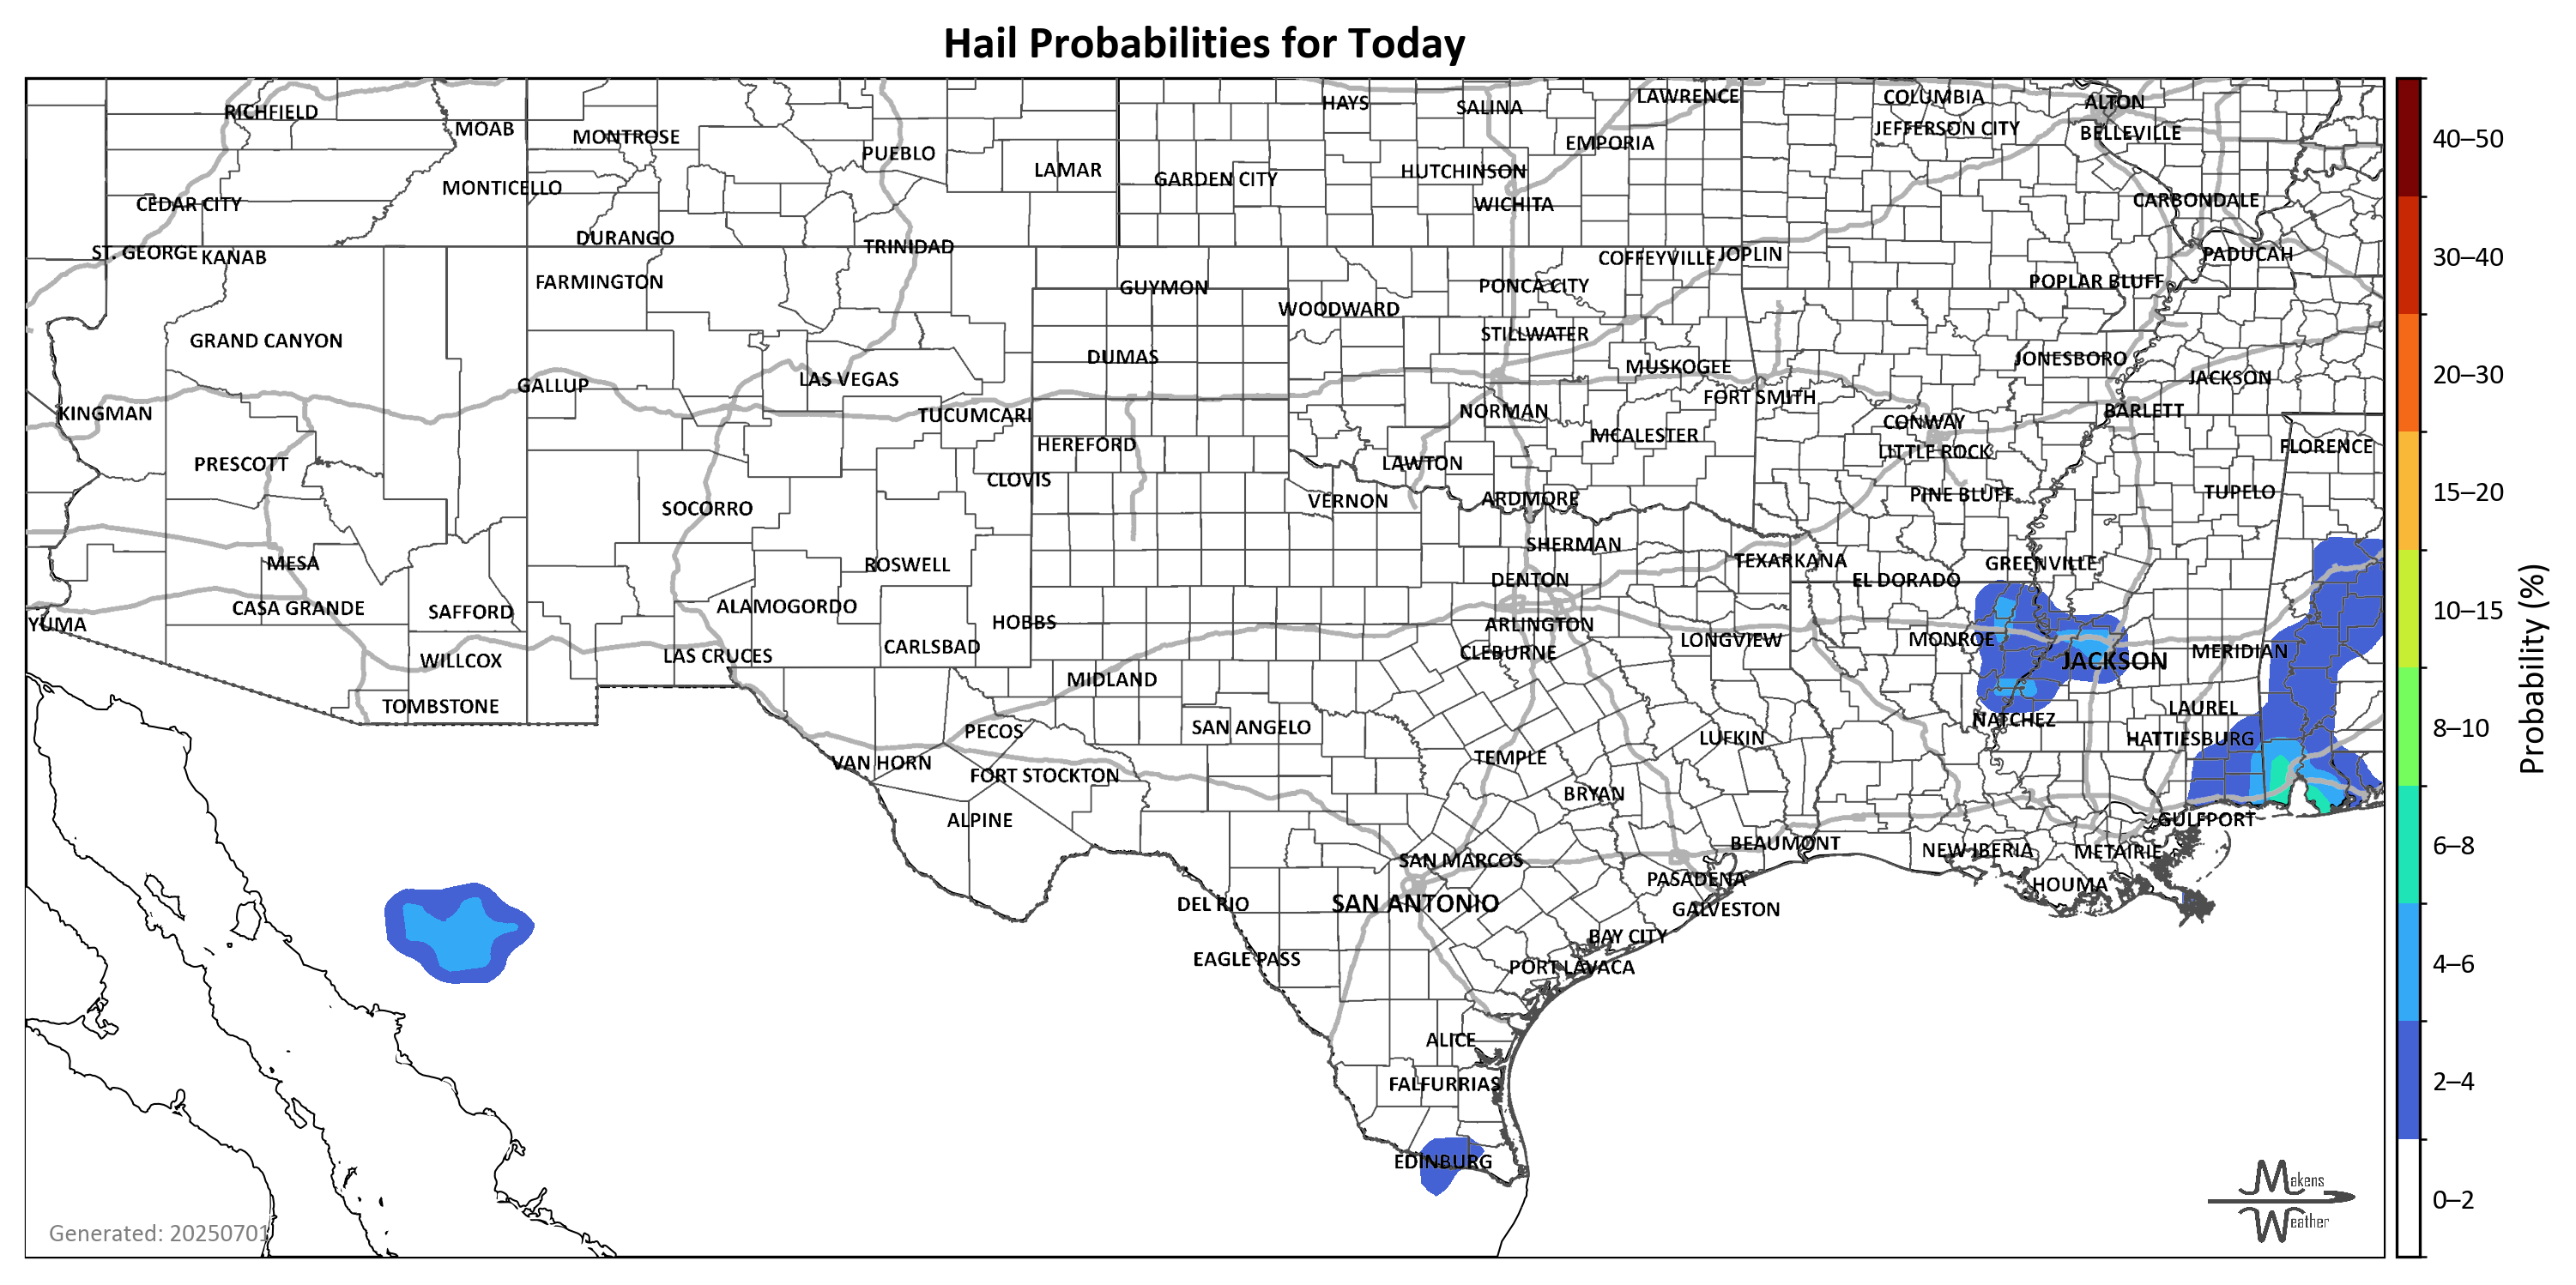 Hail Probabilities for Today
RICHFIELD
MOAB
MONTROSE
PUEBLO
LAMAR
HAYS
SALINA
LAWRENCE
COLUMBIA
ALTON
JEFFERSON CITY
BELLEVILLE
EMPORIA
HUTCHINSON
GARDEN CITY
MONTICELLO
CEDAR CITY
WICHITA
CARBONDALE
DURANGO
TRINIDAD
ST. GEORGE
KANAB
COFFEYVILLE
JOPLIN
PADUCAH
FARMINGTON
GUYMON
PONCA CITY
POPLAR BLUFF
WOODWARD
GRAND CANYON
STILLWATER
DUMAS
JONESBORO
MUSKOGEE
LAS VEGAS
JACKSON
GALLUP
FORT SMITH
KINGMAN
TUCUMCARI
NORMAN
BARLETT
CONWAY
HEREFORD
MCALESTER
LITTLE ROCK
FLORENCE
PRESCOTT
LAWTON
CLOVIS
VERNON
ARDMORE
PINE BLUFF
TUPELO
SOCORRO
SHERMAN
MESA
ROSWELL
TEXARKANA
GREENVILLE
DENTON
EL DORADO
CASA GRANDE
SAFFORD
ALAMOGORDO
YUMA
HOBBS
ARLINGTON
CARLSBAD
CLEBURNE
LONGVIEW
MONROE
MERIDIAN
WILLCOX
LAS CRUCES
JACKSON
MIDLAND
TOMBSTONE
LAUREL
PECOS
SAN ANGELO
NATCHEZ
LUFKIN
HATTIESBURG
VAN HORN
FORT STOCKTON
TEMPLE
BRYAN
ALPINE
GULFPORT
BEAUMONT
SAN MARCOS
NEW IBERIA
METAIRIE
PASADENA
HOUMA
DEL RIO
SAN ANTONIO
GALVESTON
BAY CITY
EAGLE PASS
PORT LAVACA
ALICE
FALFURRIAS
EDINBURG
Generated: 20250701
Makens
Weather
40–50
30–40
20–30
15–20
10–15
8–10
6–8
4–6
2–4
0–2
Probability (%)